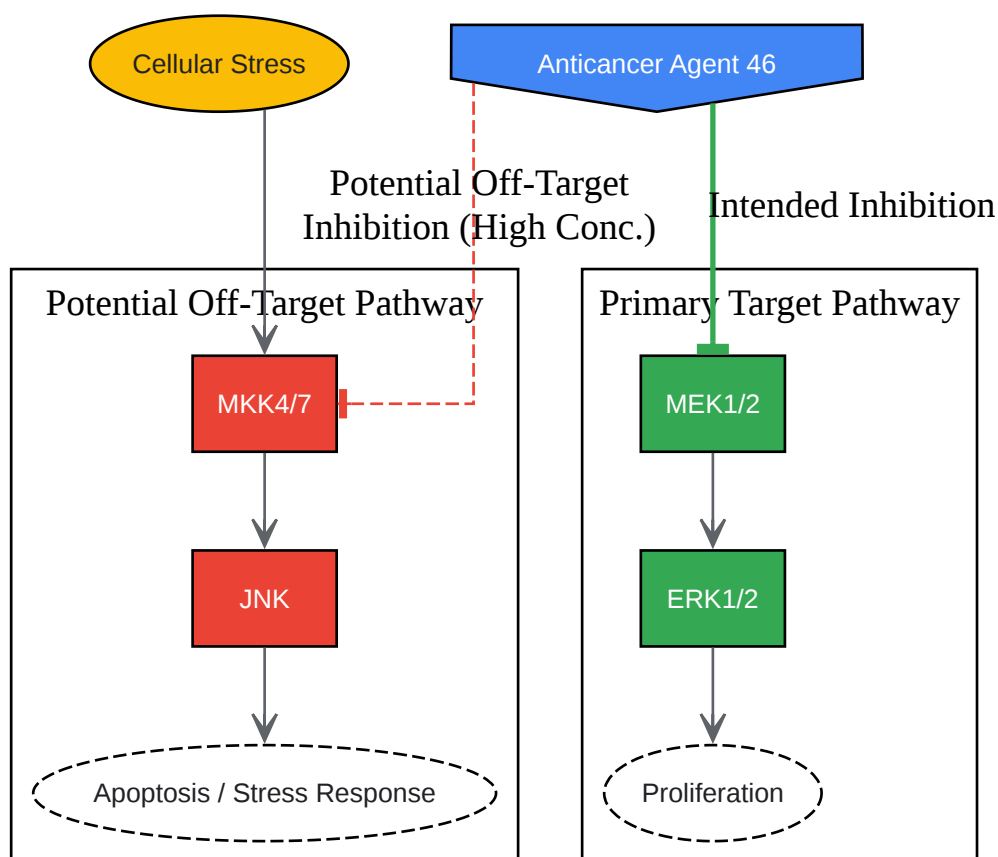 Cellular Stress
Anticancer Agent 46
Potential Off-Target
Inhibition (High Conc.)
Intended Inhibition
Potential Off-Target Pathway
Primary Target Pathway
MKK4/7
MEK1/2
JNK
ERK1/2
Apoptosis / Stress Response
Proliferation